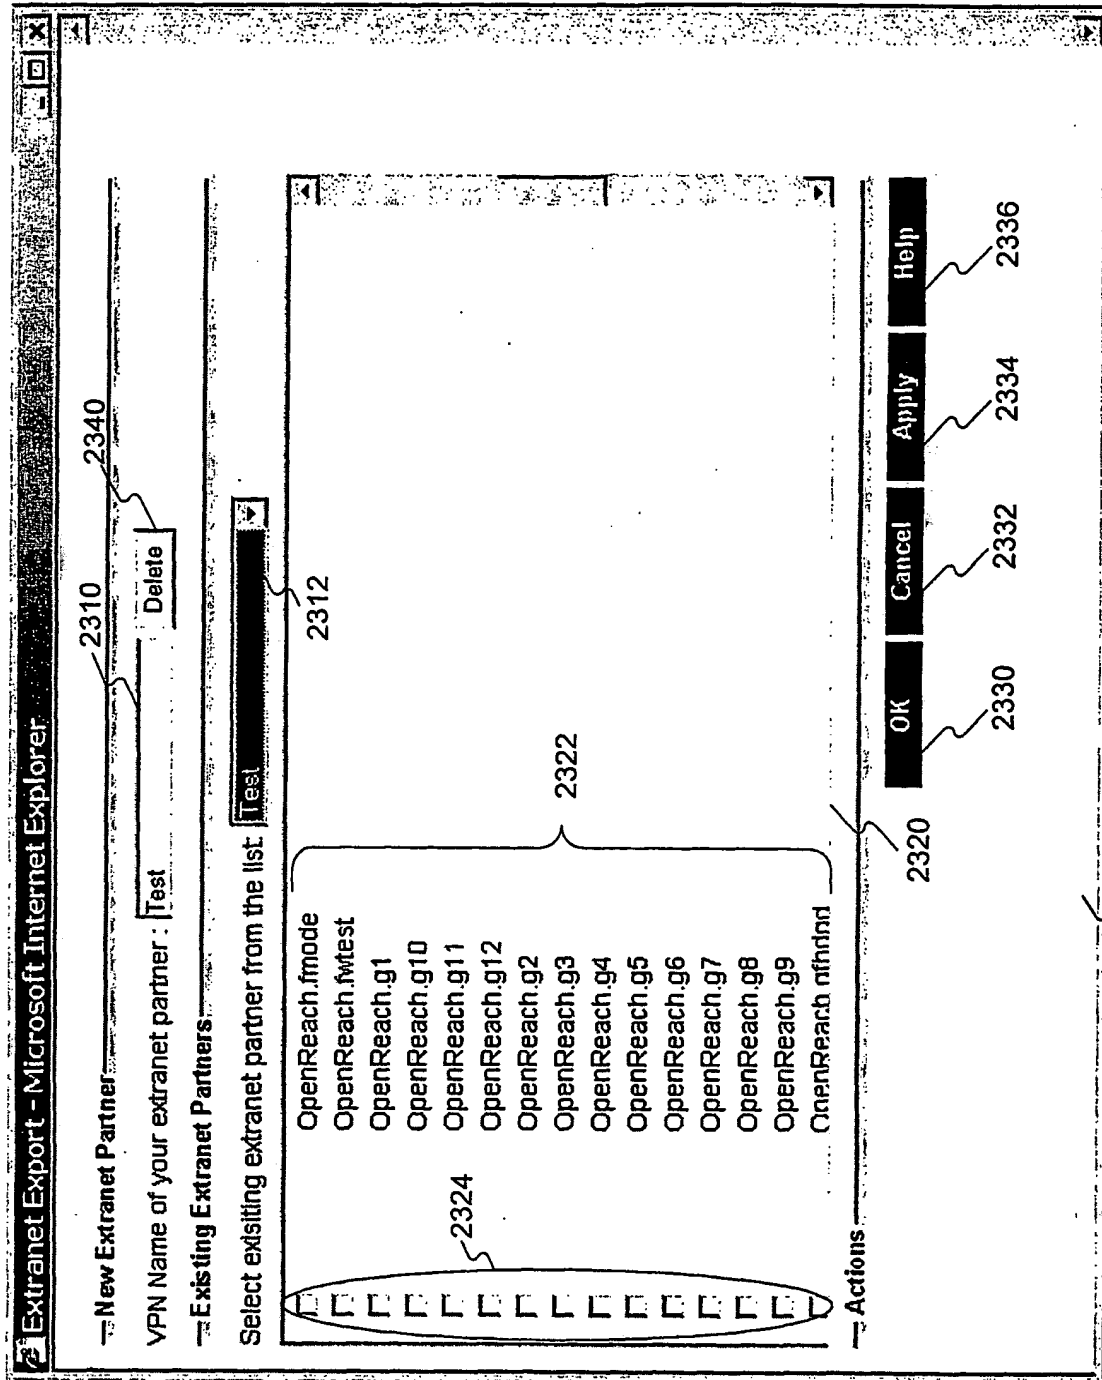 Extranet Export - Microsoft Internet Explorer
New Extranet Partner
2310
2340
VPN Name of your extranet partner : Test
Delete
Existing Extranet Partners
Select exisiting extranet partner from the list: Test
2312
2324
OpenReach.fmode
OpenReach.fwtest
OpenReach.g1
OpenReach.g10
OpenReach.g11
OpenReach.g12
OpenReach.g2
OpenReach.g3
OpenReach.g4
OpenReach.g5
OpenReach.g6
OpenReach.g7
OpenReach.g8
OpenReach.g9
2322
2320
Actions
OK
Cancel
Apply
Help
2330
2332
2334
2336